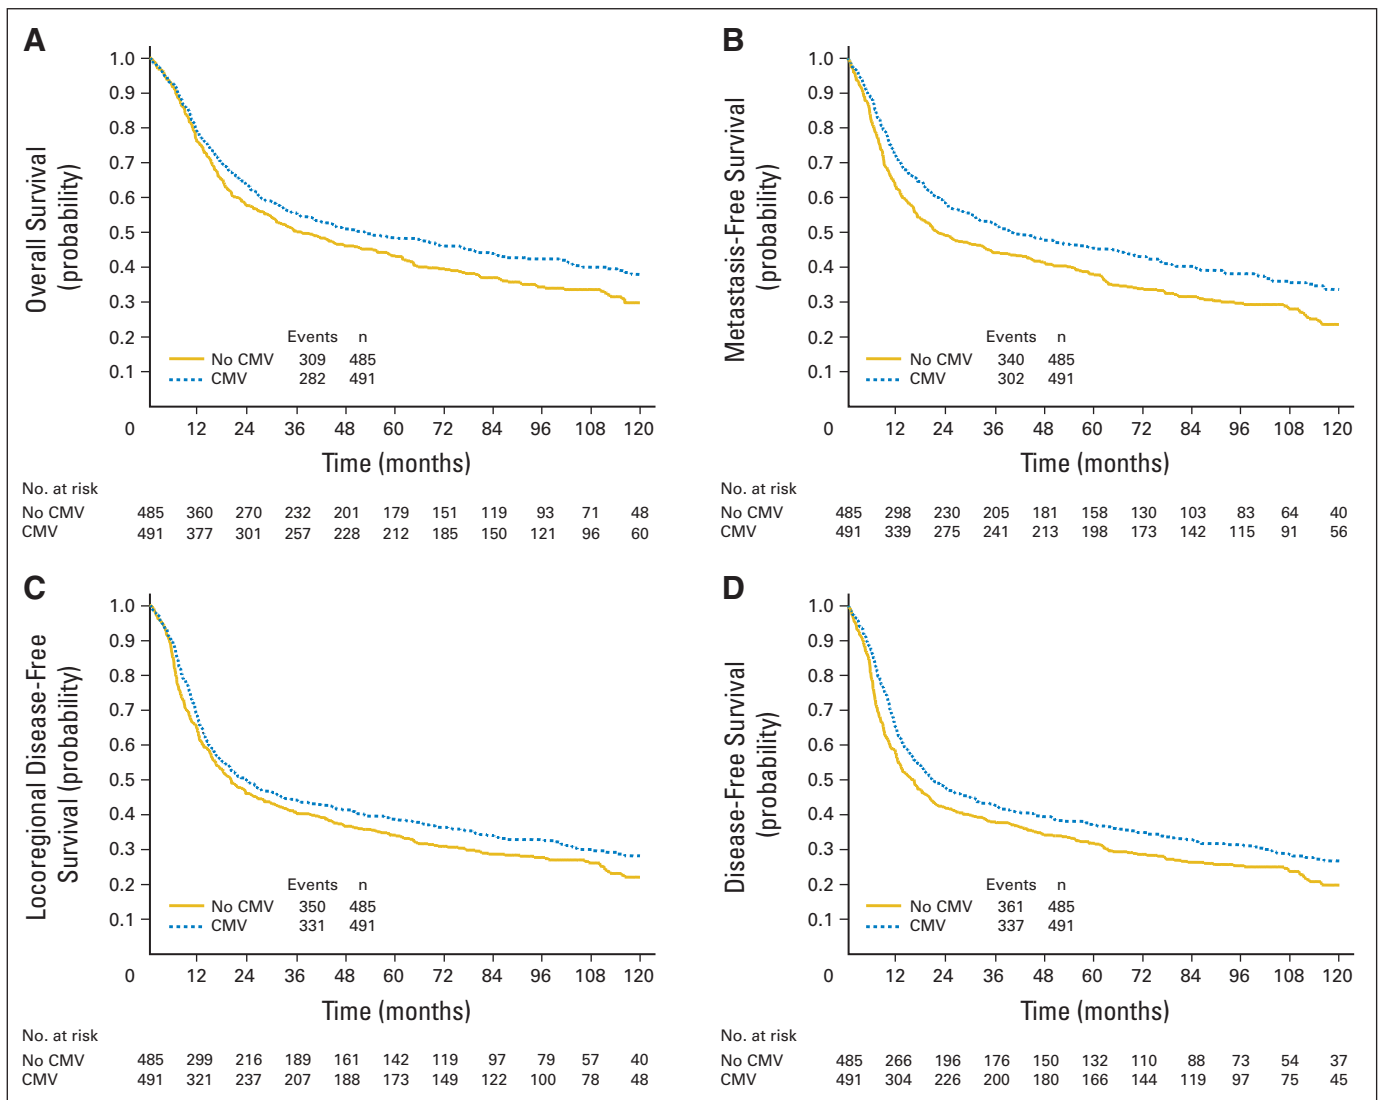 A
Overall Survival
(probability)
1.0
0.9
0.8
0.7
0.6
0.5
0.4
0.3
0.2
0.1
Events n
No CMV 309 485
CMV 282 491
0 12 24 36 48 60 72 84 96 108 120
Time (months)
No. at risk
No CMV 485 360 270 232 201 179 151 119 93 71 48
CMV 491 377 301 257 228 212 185 150 121 96 60
B
Metastasis-Free Survival
(probability)
1.0
0.9
0.8
0.7
0.6
0.5
0.4
0.3
0.2
0.1
Events n
No CMV 340 485
CMV 302 491
0 12 24 36 48 60 72 84 96 108 120
Time (months)
No. at risk
No CMV 485 298 230 205 181 158 130 103 83 64 40
CMV 491 339 275 241 213 198 173 142 115 91 56
C
Locoregional Disease-Free
Survival (probability)
1.0
0.9
0.8
0.7
0.6
0.5
0.4
0.3
0.2
0.1
Events n
No CMV 350 485
CMV 331 491
0 12 24 36 48 60 72 84 96 108 120
Time (months)
No. at risk
No CMV 485 299 216 189 161 142 119 97 79 57 40
CMV 491 321 237 207 188 173 149 122 100 78 48
D
Disease-Free Survival
(probability)
1.0
0.9
0.8
0.7
0.6
0.5
0.4
0.3
0.2
0.1
Events n
No CMV 361 485
CMV 337 491
0 12 24 36 48 60 72 84 96 108 120
Time (months)
No. at risk
No CMV 485 266 196 176 150 132 110 88 73 54 37
CMV 491 304 226 200 180 166 144 119 97 75 45